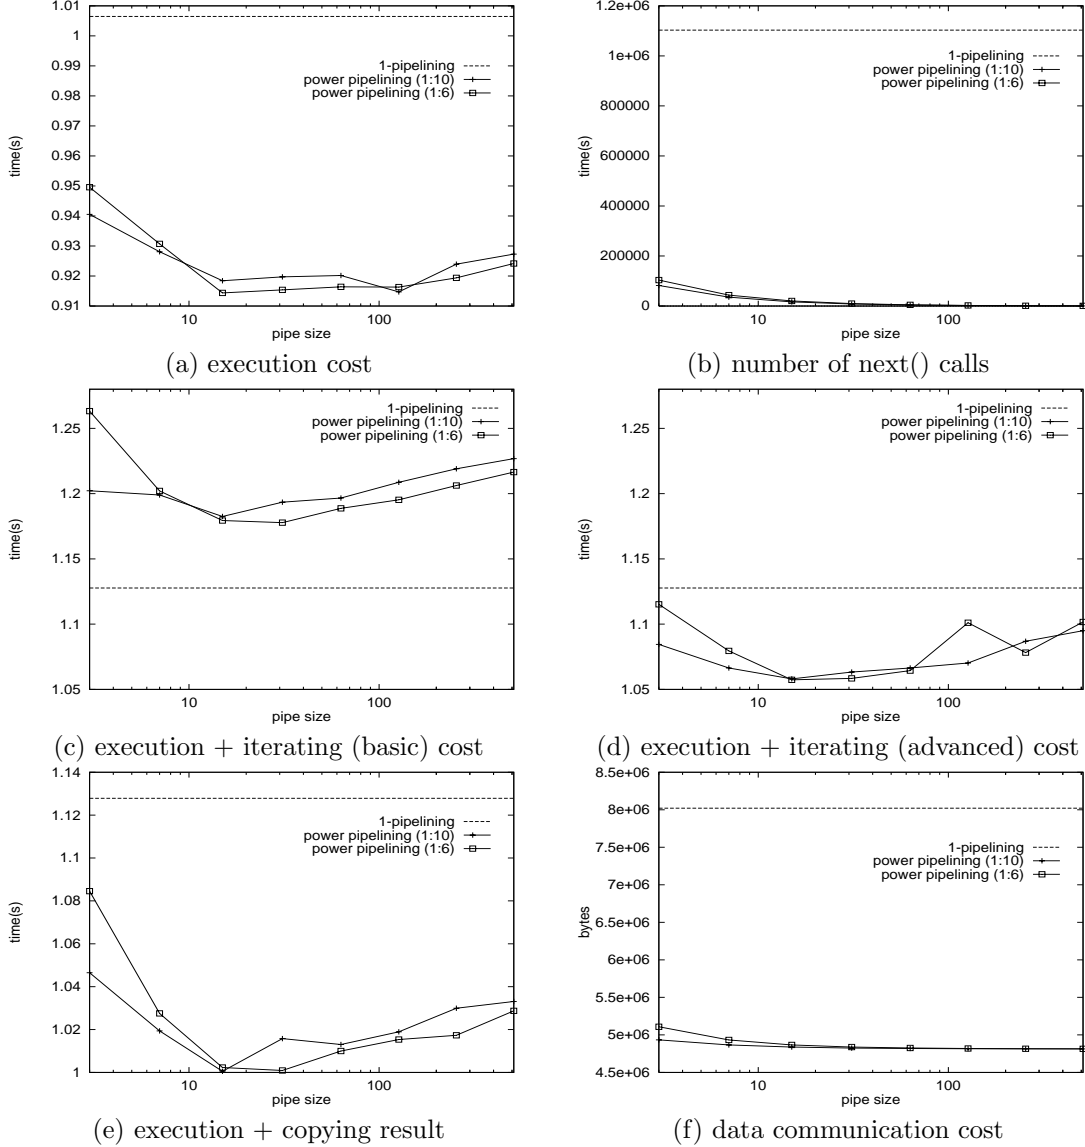 1.01
1
0.99
0.98
0.97
0.96
0.95
0.94
0.93
0.92
0.91
time(s)
1-pipelining
power pipelining (1:10)
power pipelining (1:6)
10
100
pipe size
(a) execution cost
1.2e+06
1e+06
800000
600000
400000
200000
0
time(s)
1-pipelining
power pipelining (1:10)
power pipelining (1:6)
10
100
pipe size
(b) number of next() calls
1.25
1.2
1.15
1.1
1.05
time(s)
1-pipelining
power pipelining (1:10)
power pipelining (1:6)
10
100
pipe size
(c) execution + iterating (basic) cost
1.25
1.2
1.15
1.1
1.05
time(s)
1-pipelining
power pipelining (1:10)
power pipelining (1:6)
10
100
pipe size
(d) execution + iterating (advanced) cost
1.14
1.12
1.1
1.08
1.06
1.04
1.02
1
time(s)
1-pipelining
power pipelining (1:10)
power pipelining (1:6)
10
100
pipe size
(e) execution + copying result
8.5e+06
8e+06
7.5e+06
7e+06
6.5e+06
6e+06
5.5e+06
5e+06
4.5e+06
bytes
1-pipelining
power pipelining (1:10)
power pipelining (1:6)
10
100
pipe size
(f) data communication cost